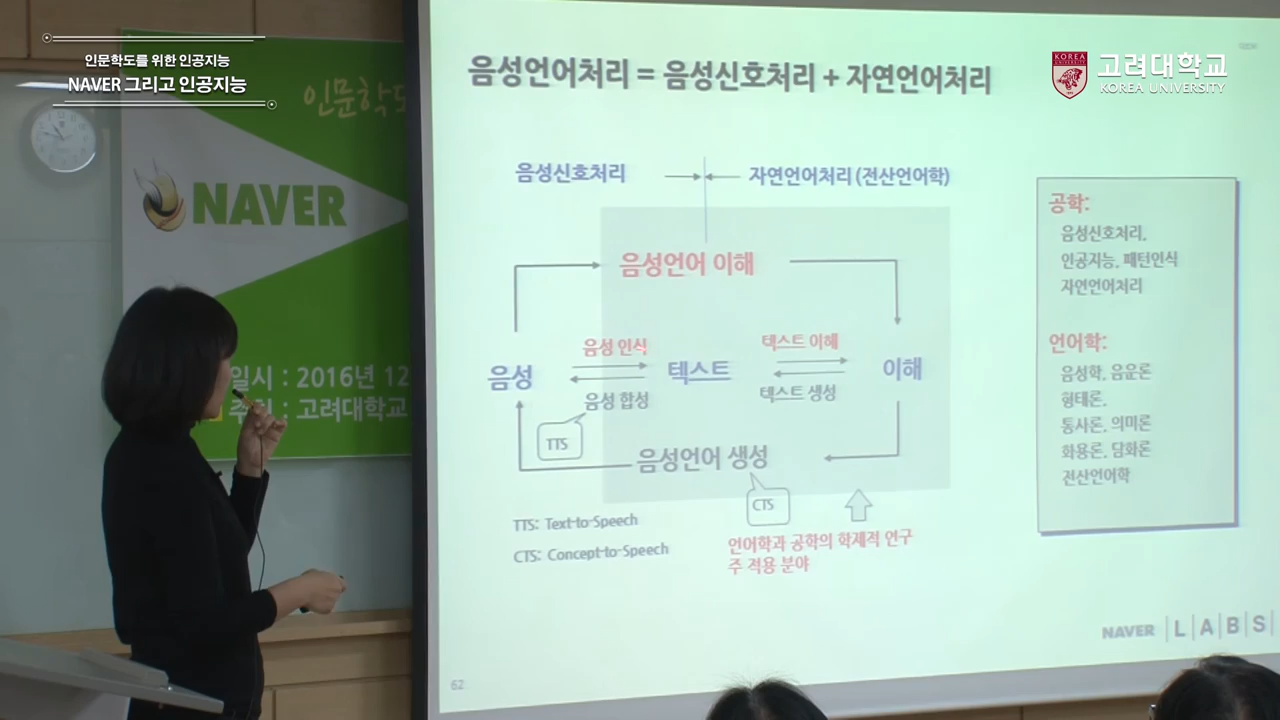 인문학도를 위한 인공지능
NAVER 그리고 인공지능
고려대학교
KOREA UNIVERSITY
인문학도
NAVER
일시 : 2016년 12
주최 : 고려대학교
음성언어처리 = 음성신호처리 + 자연언어처리
음성신호처리
자연언어처리 (전산언어학)
음성언어 이해
음성 인식
텍스트 이해
음성
텍스트
이해
음성 합성
텍스트 생성
TTS
음성언어 생성
CTS
TTS: Text-to-Speech
CTS: Concept-to-Speech
언어학과 공학의 학제적 연구
주 적용 분야
공학:
음성신호처리,
인공지능, 패턴인식
자연언어처리
언어학:
음성학, 음운론
형태론,
통사론, 의미론
화용론, 담화론
전산언어학
NAVER LABS
62